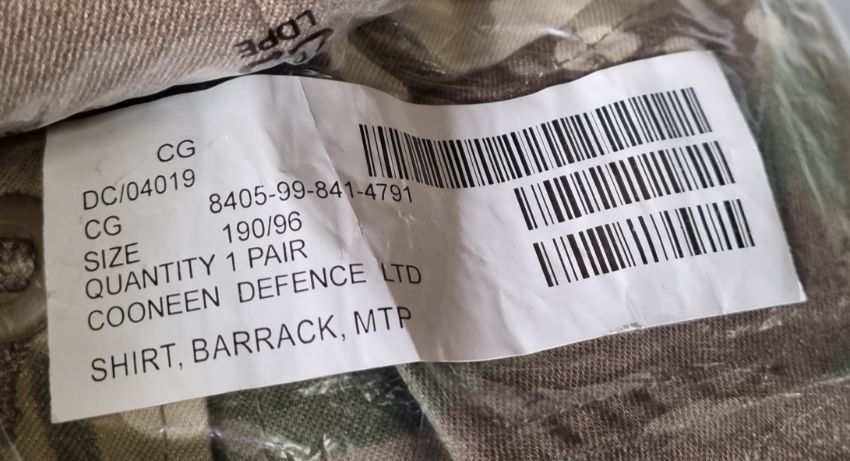 LDPE
CG
DC/04019
CG 8405-99-841-4791
SIZE 190/96
QUANTITY 1 PAIR
COONEEN DEFENCE LTD
SHIRT, BARRACK, MTP